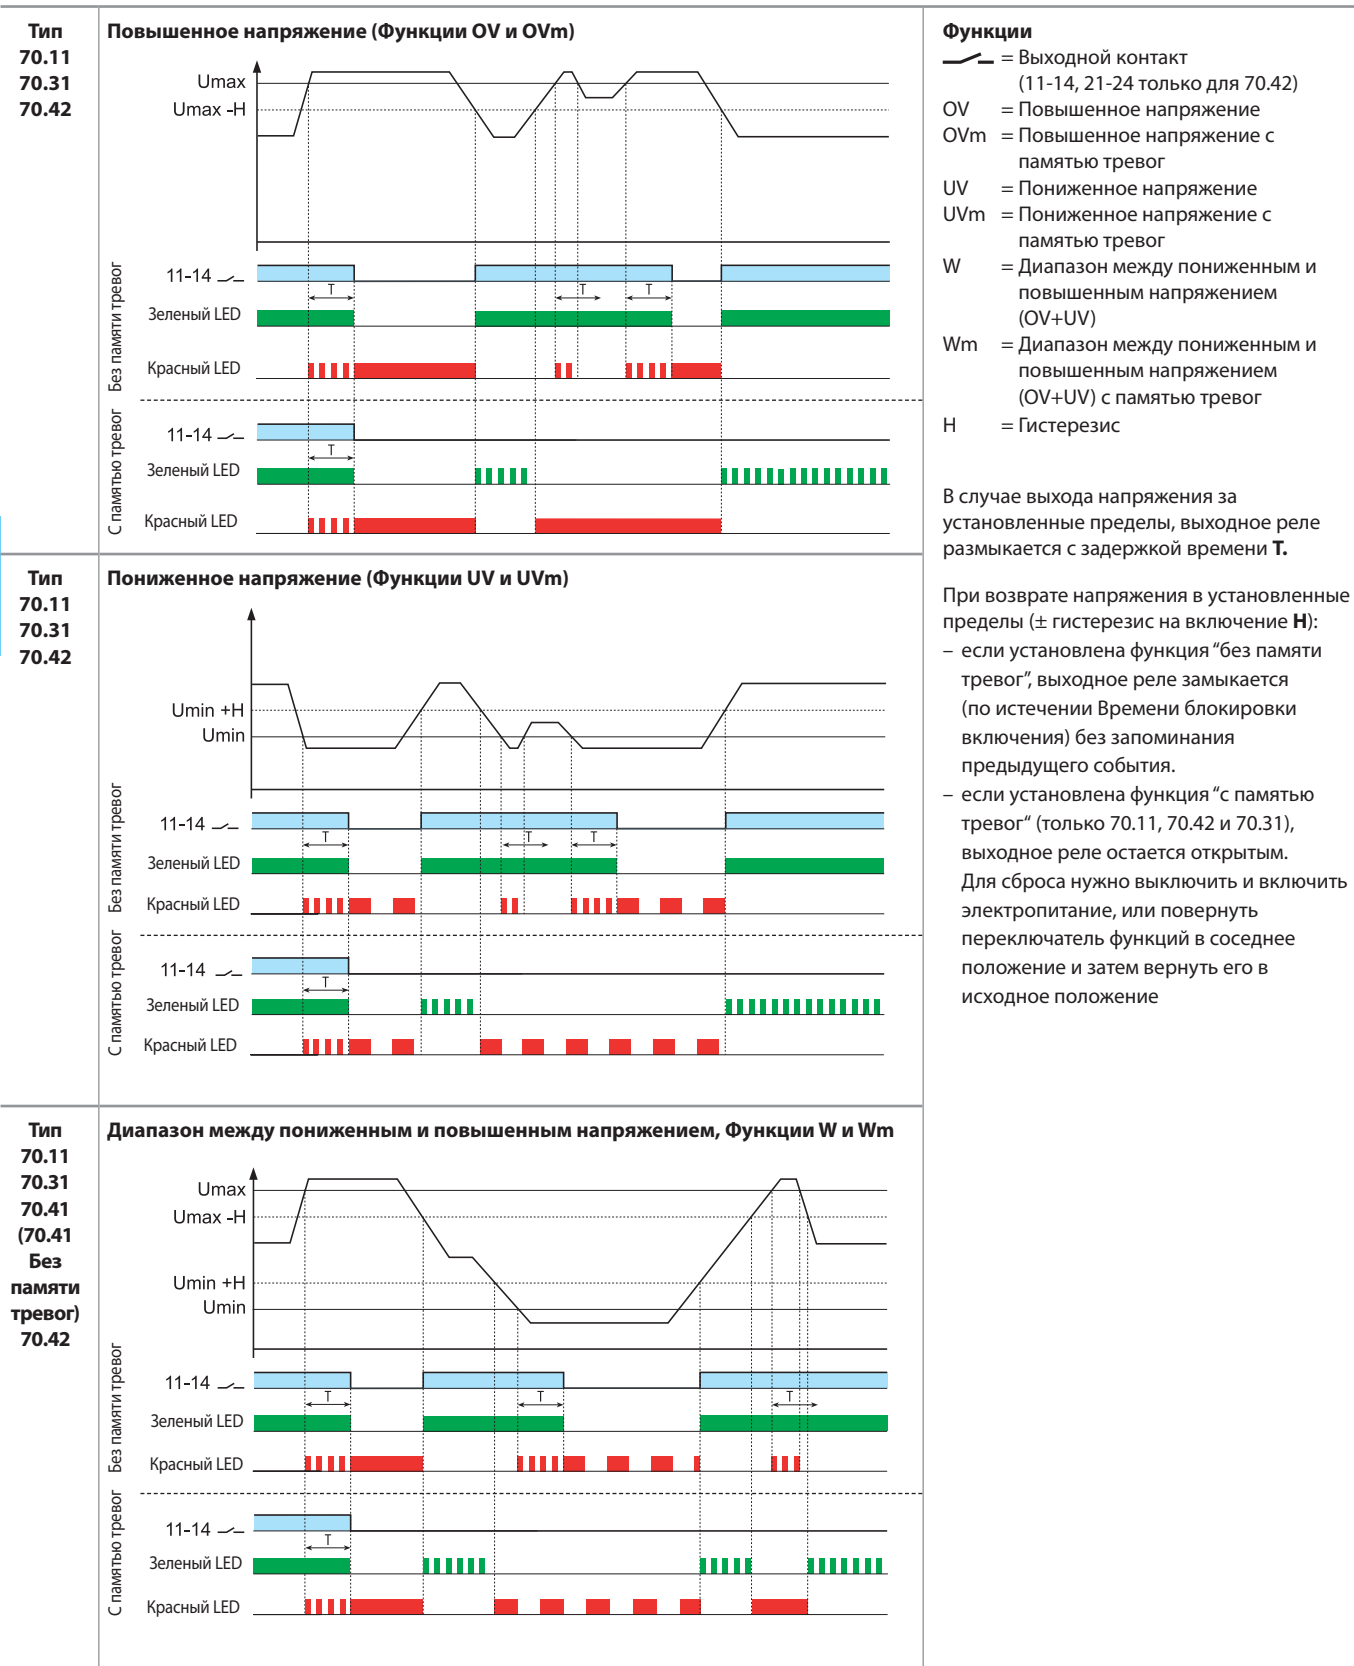 Тип
70.11
70.31
70.42
Повышенное напряжение (Функции OV и OVm)
Umax
Umax -H
Без памяти тревог
11-14
T
T
T
Зеленый LED
Красный LED
С памятью тревог
11-14
T
Зеленый LED
Красный LED
Тип
70.11
70.31
70.42
Пониженное напряжение (Функции UV и UVm)
Umin +H
Umin
Без памяти тревог
11-14
T
T
T
Зеленый LED
Красный LED
С памятью тревог
11-14
T
Зеленый LED
Красный LED
Тип
70.11
70.31
70.41
(70.41
Без
памяти
тревог)
70.42
Диапазон между пониженным и повышенным напряжением, Функции W и Wm
Umax
Umax -H
Umin +H
Umin
Без памяти тревог
11-14
T
T
T
Зеленый LED
Красный LED
С памятью тревог
11-14
T
Зеленый LED
Красный LED
Функции
= Выходной контакт
(11-14, 21-24 только для 70.42)
OV = Повышенное напряжение
OVm = Повышенное напряжение с
памятью тревог
UV = Пониженное напряжение
UVm = Пониженное напряжение с
памятью тревог
W = Диапазон между пониженным и
повышенным напряжением
(OV+UV)
Wm = Диапазон между пониженным и
повышенным напряжением
(OV+UV) с памятью тревог
H = Гистерезис
В случае выхода напряжения за
установленные пределы, выходное реле
размыкается с задержкой времени T.
При возврате напряжения в установленные
пределы (± гистерезис на включение H):
– если установлена функция “без памяти
тревог”, выходное реле замыкается
(по истечении Времени блокировки
включения) без запоминания
предыдущего события.
– если установлена функция “с памятью
тревог“ (только 70.11, 70.42 и 70.31),
выходное реле остается открытым.
Для сброса нужно выключить и включить
электропитание, или повернуть
переключатель функций в соседнее
положение и затем вернуть его в
исходное положение